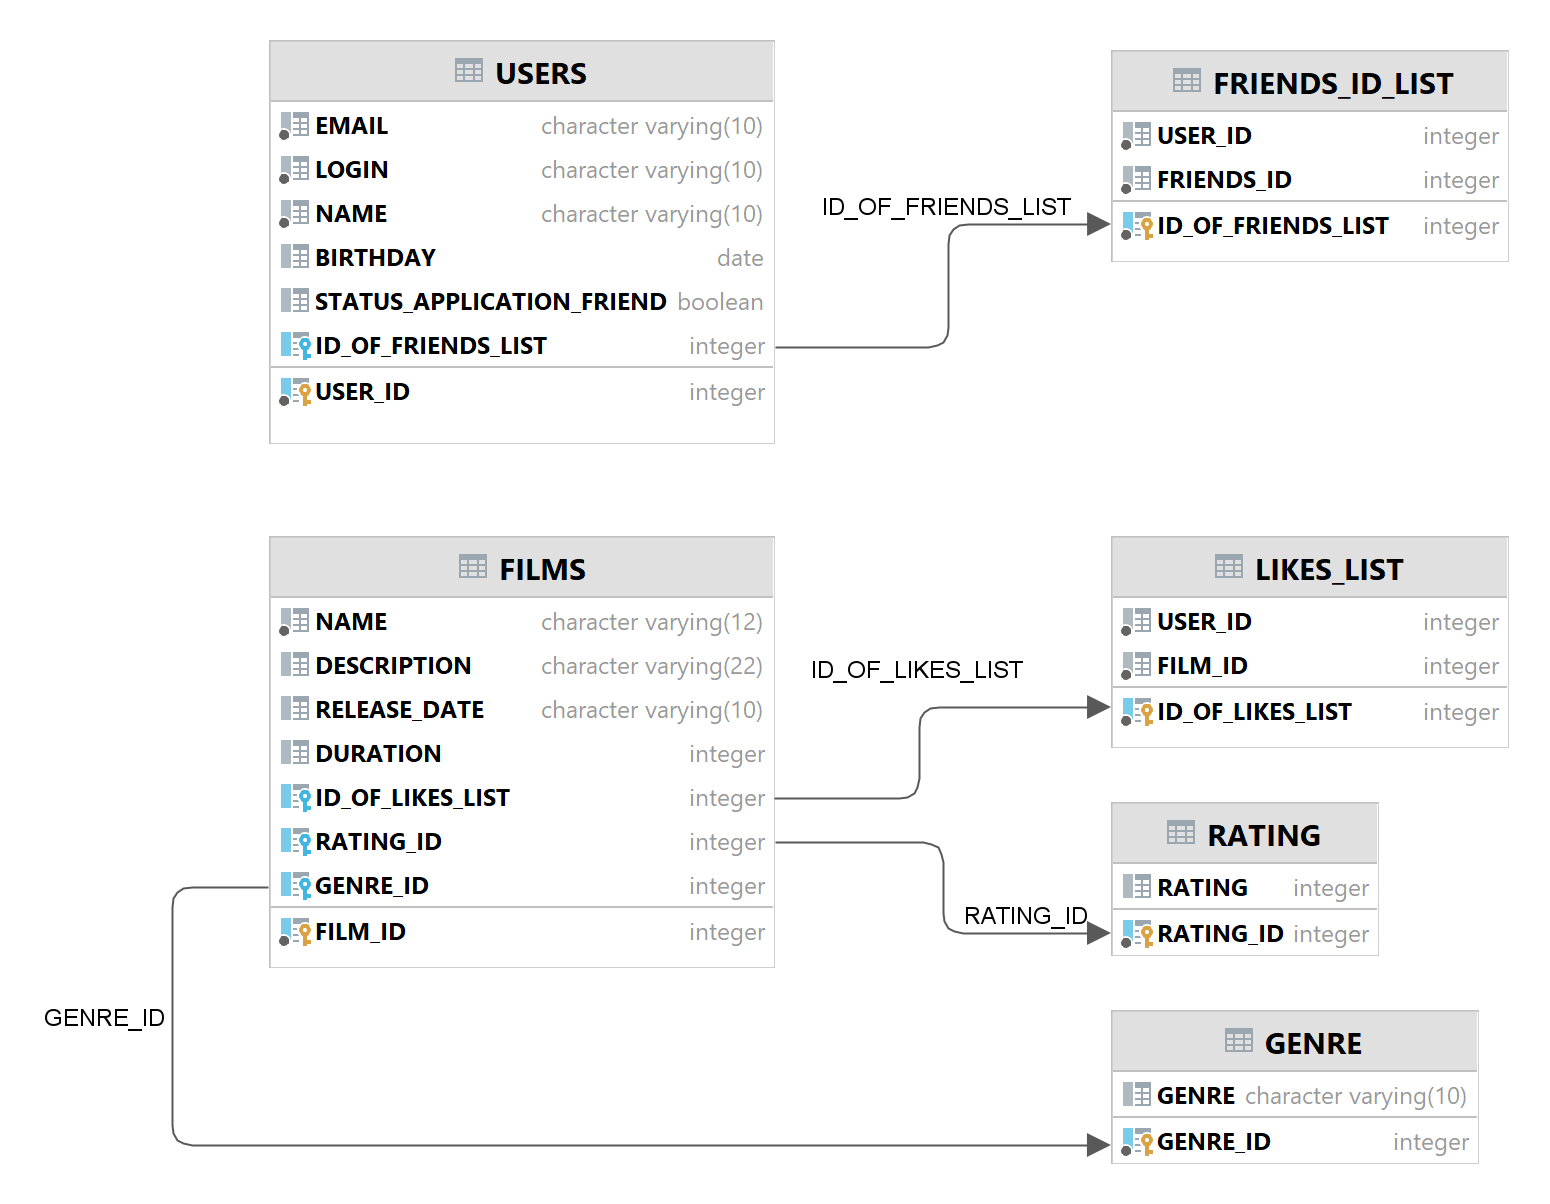 USERS
EMAIL character varying(10)
LOGIN character varying(10)
NAME character varying(10)
BIRTHDAY date
STATUS_APPLICATION_FRIEND boolean
ID_OF_FRIENDS_LIST integer
USER_ID integer
ID_OF_FRIENDS_LIST
FRIENDS_ID_LIST
USER_ID integer
FRIENDS_ID integer
ID_OF_FRIENDS_LIST integer
FILMS
NAME character varying(12)
DESCRIPTION character varying(22)
RELEASE_DATE character varying(10)
DURATION integer
ID_OF_LIKES_LIST integer
RATING_ID integer
GENRE_ID integer
FILM_ID integer
ID_OF_LIKES_LIST
LIKES_LIST
USER_ID integer
FILM_ID integer
ID_OF_LIKES_LIST integer
RATING_ID
RATING
RATING integer
RATING_ID integer
GENRE_ID
GENRE
GENRE character varying(10)
GENRE_ID integer